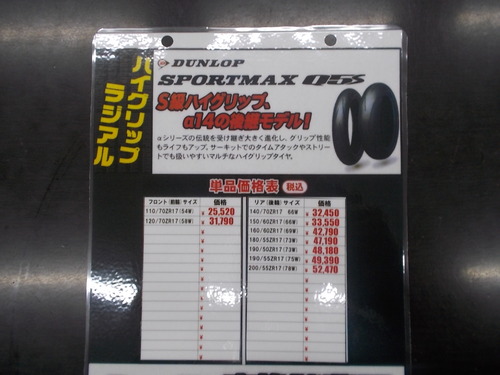 ハイグリップ
ラジアル
DUNLOP
SPORTMAX Q5S
S級ハイグリップ、
α14の後継モデル!
αシリーズの伝統を受け継ぎ大きく進化し、グリップ性能
もライフもアップ。サーキットでのタイムアタックやストリート
でも扱いやすいマルチなハイグリップタイヤ。
単品価格表 税込
フロント(前輪)サイズ 価格
110/70ZR17(54W) ¥ 25,520
120/70ZR17(58W) ¥ 31,790
リア(後輪)サイズ 価格
140/70ZR17 66W ¥ 32,450
150/60ZR17(66W) ¥ 33,550
160/60ZR17(69W) ¥ 42,790
180/55ZR17(73W) ¥ 47,190
190/50ZR17(73W) ¥ 48,180
190/55ZR17(75W) ¥ 49,390
200/55ZR17(78W) ¥ 52,470